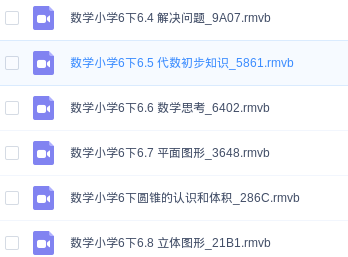 数学小学6下6.4 解决问题_9A07.rmvb
数学小学6下6.5 代数初步知识_5861.rmvb
数学小学6下6.6 数学思考_6402.rmvb
数学小学6下6.7 平面图形_3648.rmvb
数学小学6下圆锥的认识和体积_286C.rmvb
数学小学6下6.8 立体图形_21B1.rmvb